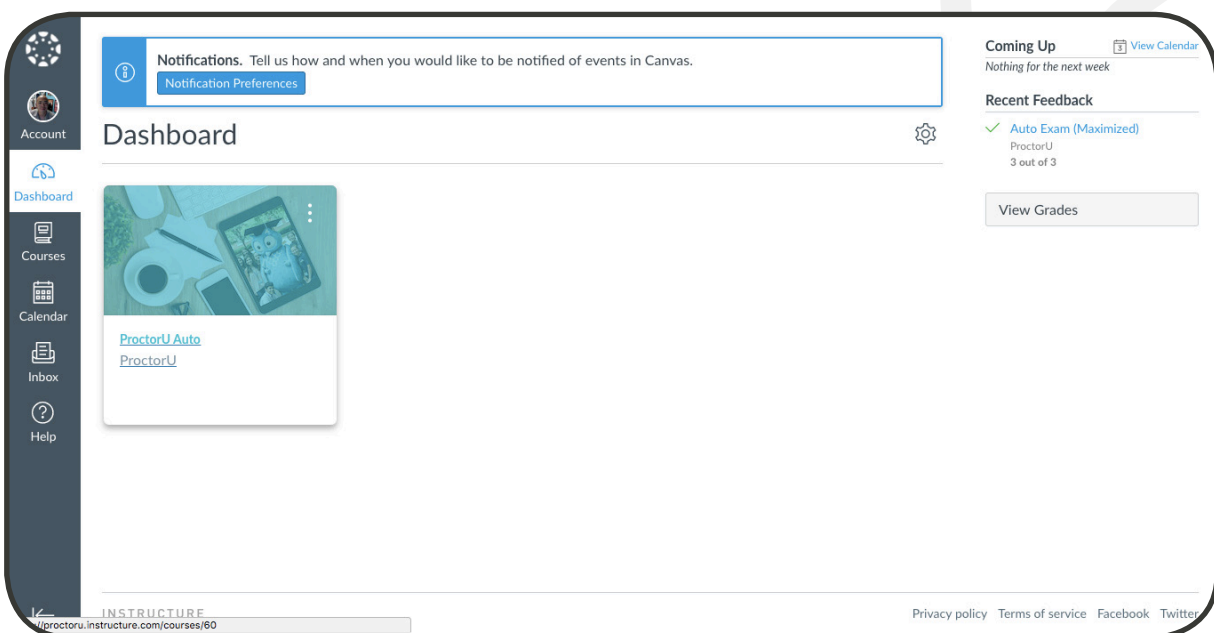 Account
Dashboard
Courses
Calendar
Inbox
Help
Notifications. Tell us how and when you would like to be notified of events in Canvas.
Notification Preferences
Dashboard
ProctorU Auto
ProctorU
Coming Up
3
View Calendar
Nothing for the next week
Recent Feedback
Auto Exam (Maximized)
ProctorU
3 out of 3
View Grades
INSTRUCTURE
Privacy policy Terms of service Facebook Twitter
//proctoru.instructure.com/courses/60